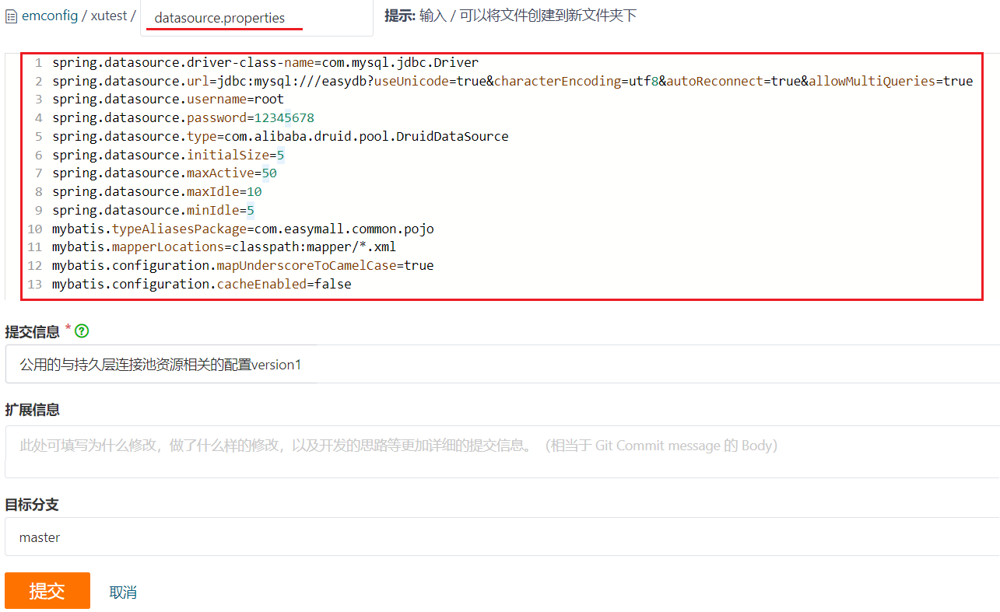 emconfig / xutest / datasource.properties 提示: 输入 / 可以将文件创建到新文件夹下
1 spring.datasource.driver-class-name=com.mysql.jdbc.Driver
2 spring.datasource.url=jdbc:mysql:///easydb?useUnicode=true&characterEncoding=utf8&autoReconnect=true&allowMultiQueries=true
3 spring.datasource.username=root
4 spring.datasource.password=12345678
5 spring.datasource.type=com.alibaba.druid.pool.DruidDataSource
6 spring.datasource.initialSize=5
7 spring.datasource.maxActive=50
8 spring.datasource.maxIdle=10
9 spring.datasource.minIdle=5
10 mybatis.typeAliasesPackage=com.easymall.common.pojo
11 mybatis.mapperLocations=classpath:mapper/*.xml
12 mybatis.configuration.mapUnderscoreToCamelCase=true
13 mybatis.configuration.cacheEnabled=false
提交信息 * ?
公用的与持久层连接池资源相关的配置version1
扩展信息
此处可填写为什么修改，做了什么样的修改，以及开发的思路等更加详细的提交信息。（相当于 Git Commit message 的 Body）
目标分支
master
提交 取消